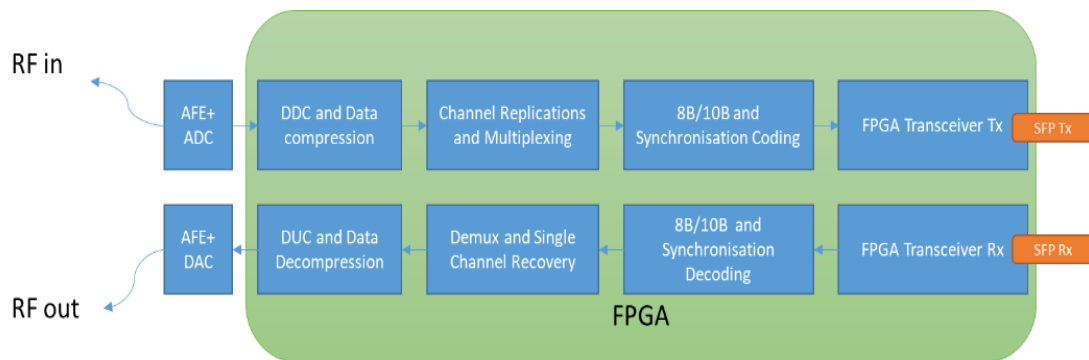 RF in
AFE+
ADC
DDC and Data
compression
Channel Replications
and Multiplexing
8B/10B and
Synchronisation Coding
FPGA Transceiver Tx
SFP Tx
AFE+
DAC
DUC and Data
Decompression
Demux and Single
Channel Recovery
8B/10B and
Synchronisation
Decoding
FPGA Transceiver Rx
SFP Rx
RF out
FPGA